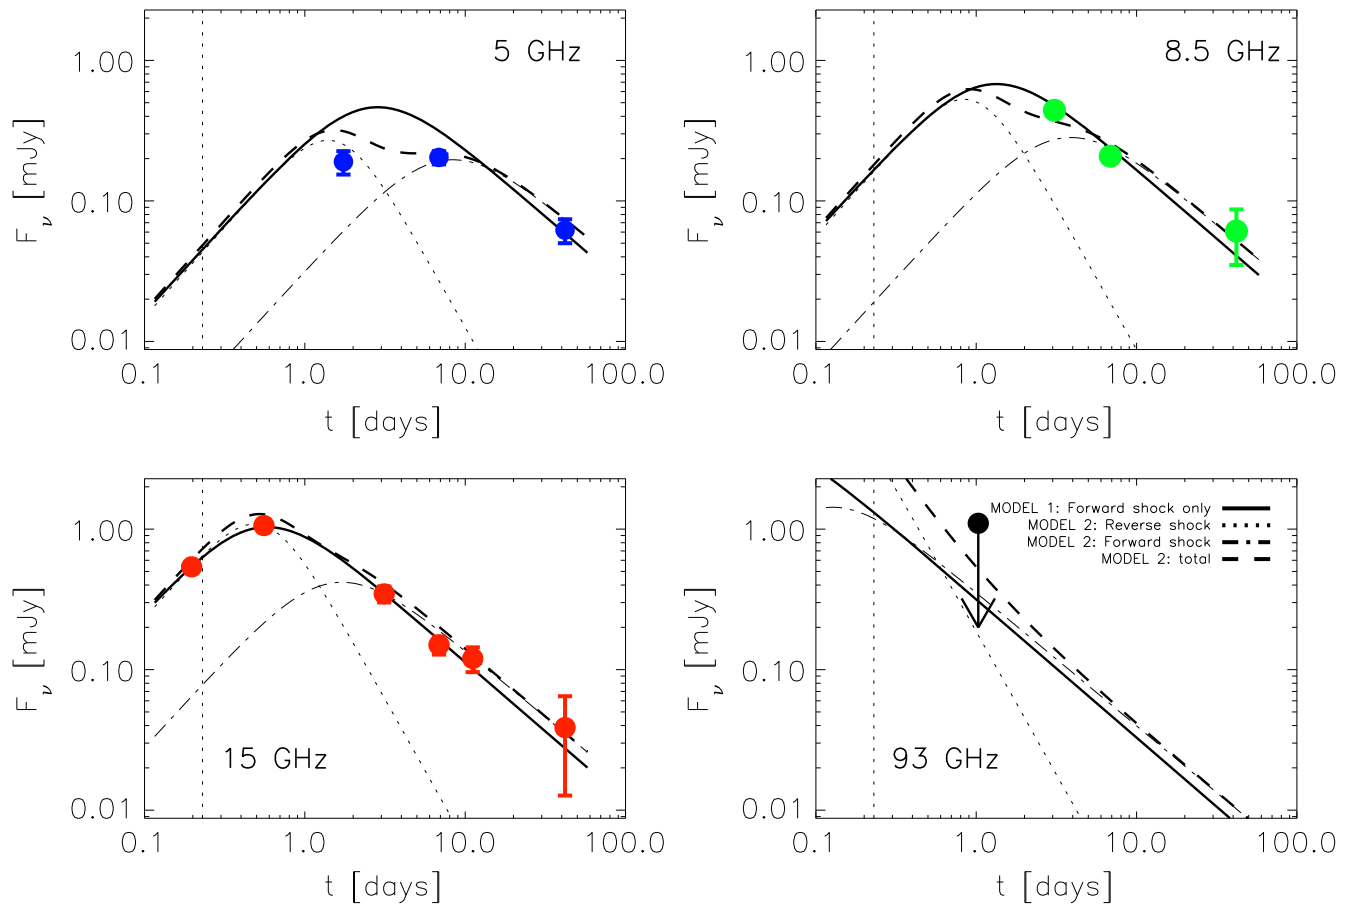 5 GHz
1.00
0.10
0.01
F_ν [mJy]
0.1 1.0 10.0 100.0
t [days]
8.5 GHz
1.00
0.10
0.01
F_ν [mJy]
0.1 1.0 10.0 100.0
t [days]
15 GHz
1.00
0.10
0.01
F_ν [mJy]
0.1 1.0 10.0 100.0
t [days]
MODEL 1: Forward shock only
MODEL 2: Reverse shock
MODEL 2: Forward shock
MODEL 2: total
93 GHz
1.00
0.10
0.01
F_ν [mJy]
0.1 1.0 10.0 100.0
t [days]